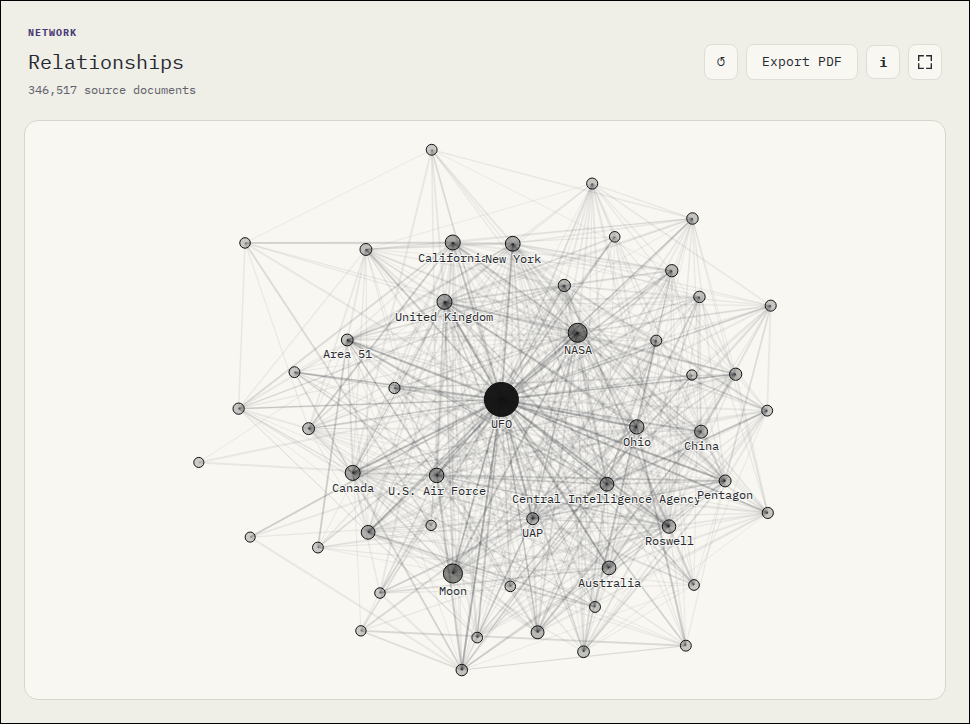 NETWORK
Relationships
346,517 source documents
↺
Export PDF
i
California
New York
United Kingdom
NASA
Area 51
UFO
Ohio
China
Canada
U.S. Air Force
Central Intelligence Agency
Pentagon
UAP
Roswell
Moon
Australia